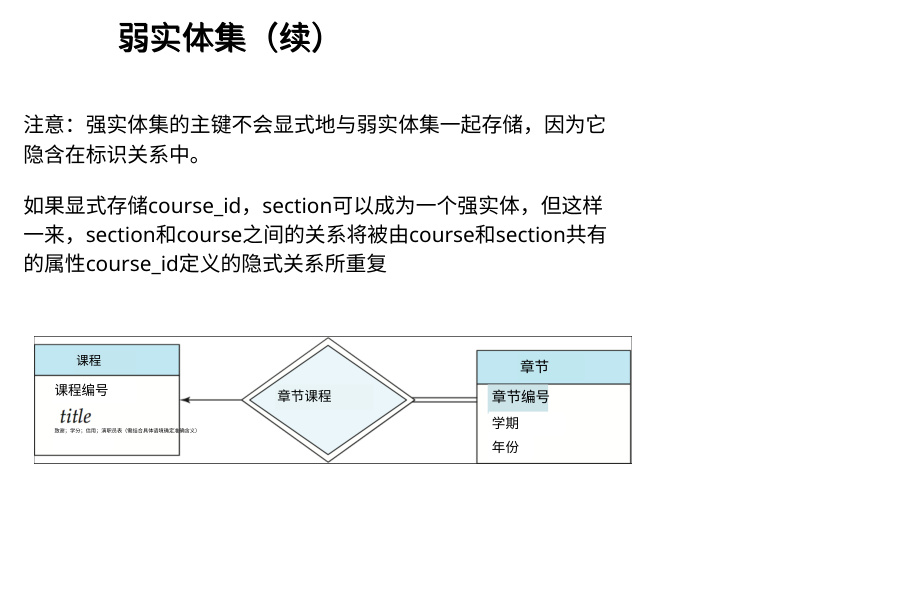 弱实体集（续）
注意：强实体集的主键不会显式地与弱实体集一起存储，因为它
隐含在标识关系中。
如果显式存储course_id，section可以成为一个强实体，但这样
一来，section和course之间的关系将被由course和section共有
的属性course_id定义的隐式关系所重复
课程
课程编号
title
章节课程
章节
章节编号
学期
年份